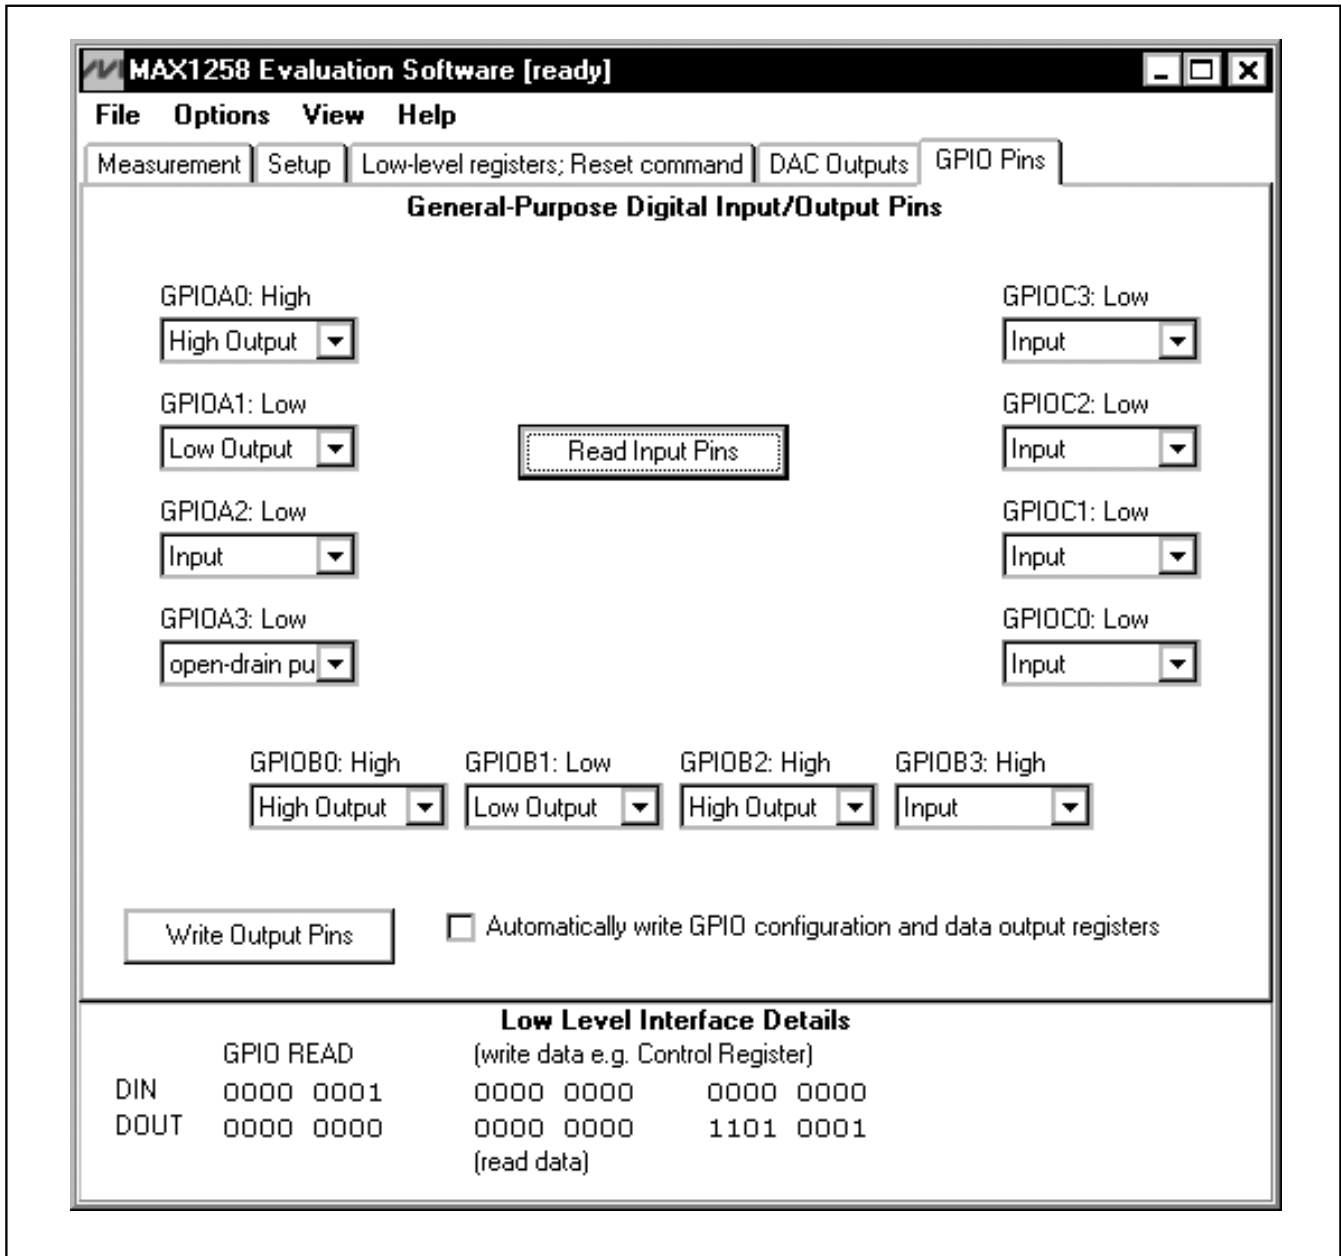 MAX1258 Evaluation Software [ready]
File Options View Help
Measurement Setup Low-level registers; Reset command DAC Outputs GPIO Pins
General-Purpose Digital Input/Output Pins
GPIOA0: High GPIOC3: Low
High Output Input
GPIOA1: Low GPIOC2: Low
Low Output Read Input Pins Input
GPIOA2: Low GPIOC1: Low
Input Input
GPIOA3: Low GPIOC0: Low
open-drain pu Input
GPIOB0: High GPIOB1: Low GPIOB2: High GPIOB3: High
High Output Low Output High Output Input
Write Output Pins Automatically write GPIO configuration and data output registers
Low Level Interface Details
GPIO READ (write data e.g. Control Register)
DIN 0000 0001 0000 0000 0000 0000
DOUT 0000 0000 0000 0000 1101 0001
(read data)